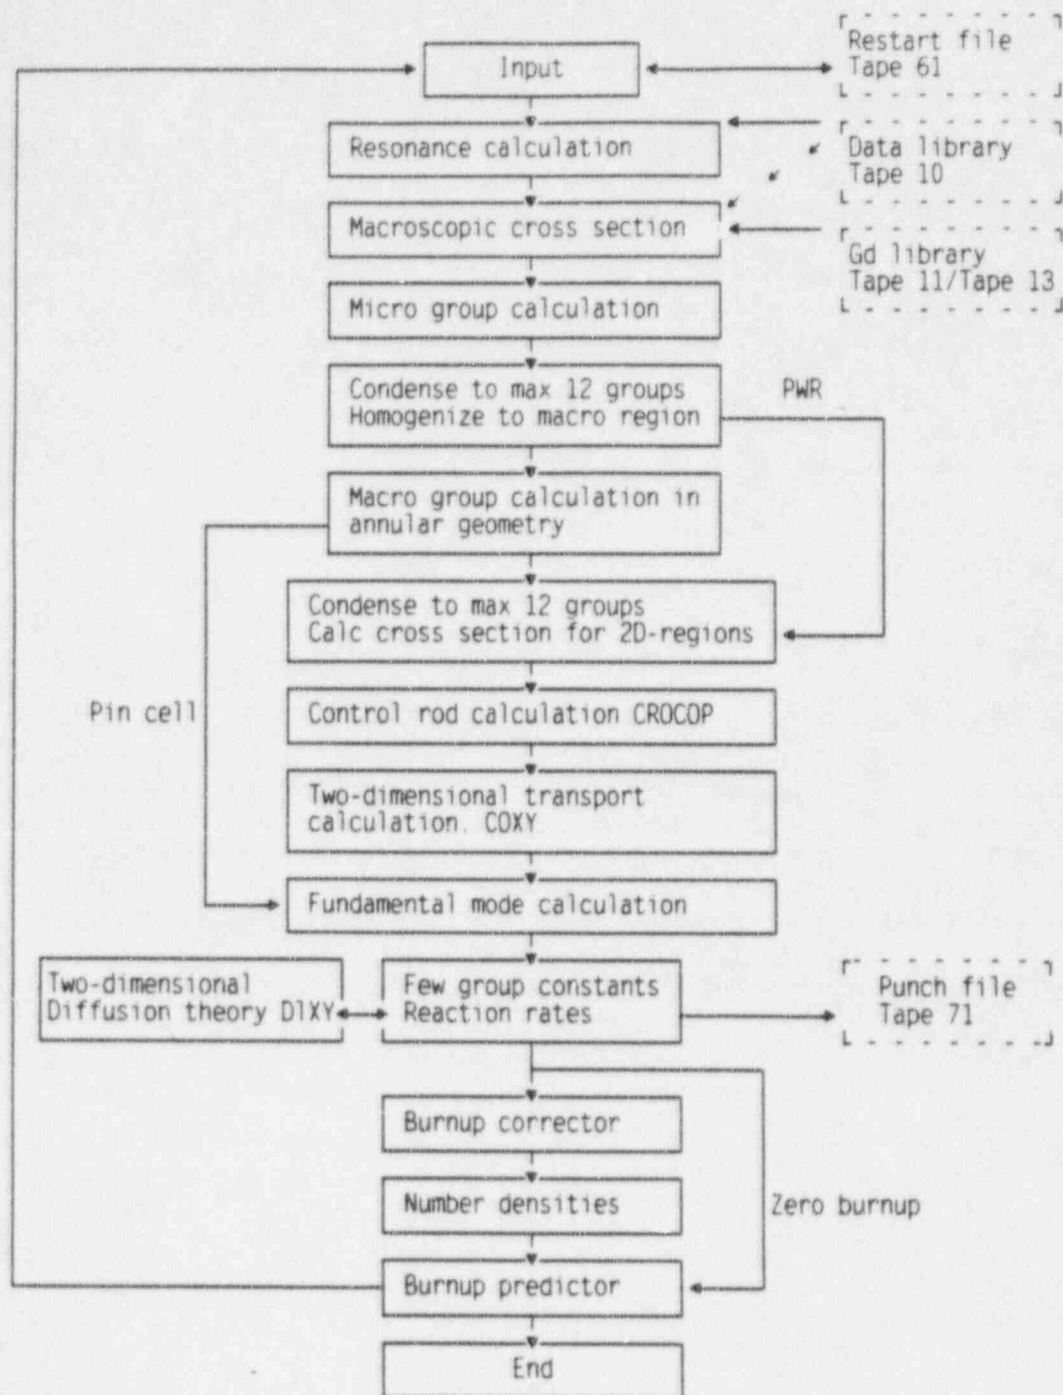 Input
Restart file
Tape 61
Resonance calculation
Data library
Tape 10
Macroscopic cross section
Gd library
Tape 11/Tape 13
Micro group calculation
Condense to max 12 groups
Homogenize to macro region
PWR
Macro group calculation in
annular geometry
Condense to max 12 groups
Calc cross section for 2D-regions
Pin cell
Control rod calculation CROCOP
Two-dimensional transport
calculation. COXY
Fundamental mode calculation
Two-dimensional
Diffusion theory DIXY
Few group constants
Reaction rates
Punch file
Tape 71
Burnup corrector
Number densities
Zero burnup
Burnup predictor
End